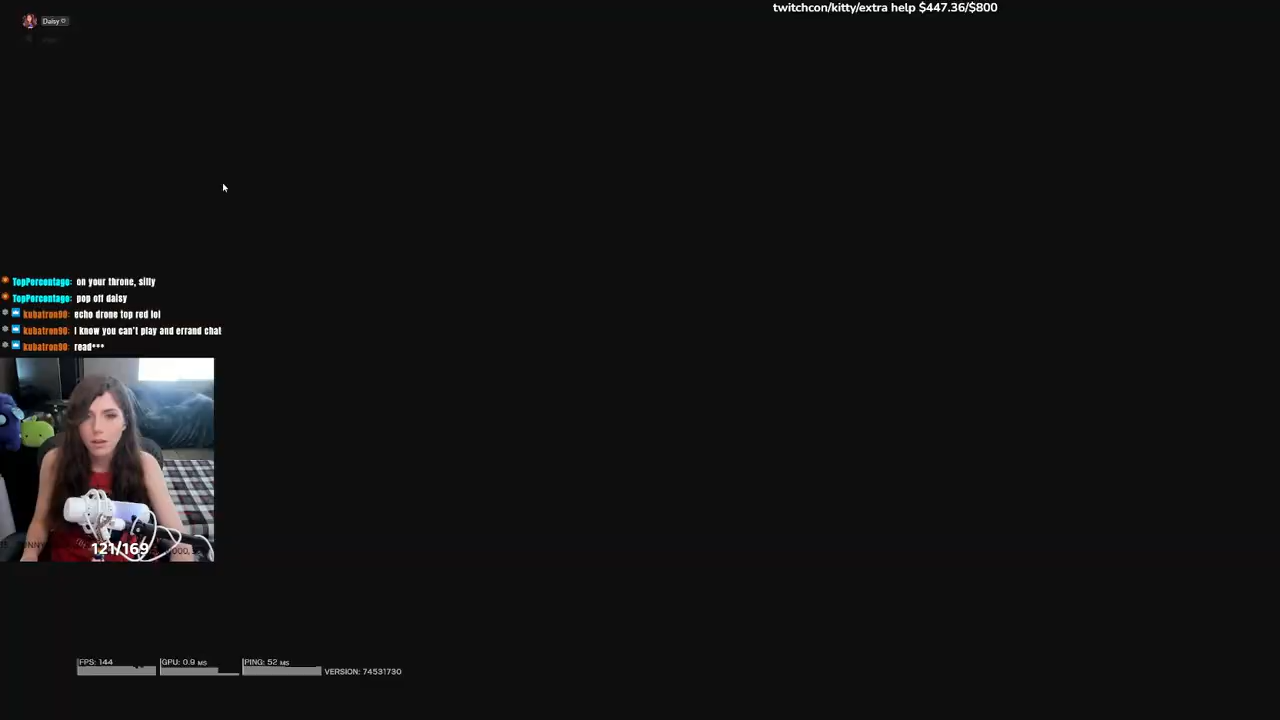 Daisy
twitchcon/kitty/extra help $447.36/$800
TopPercentage: on your throne, silly
TopPercentage: pop off daisy
kubatron90: echo drone top red lol
kubatron90: I know you can't play and errand chat
kubatron90: read***
121/169
FPS: 144
GPU: 0.9 MS
PING: 52 MS
VERSION: 74531730